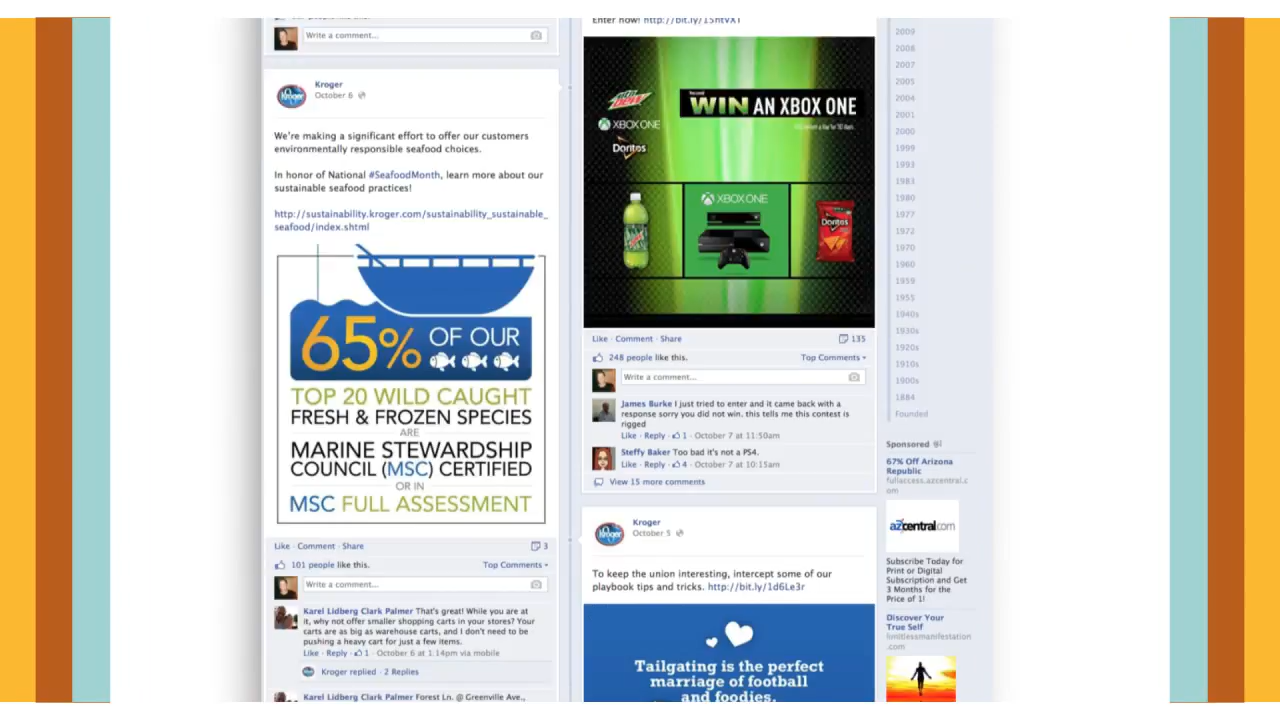 Write a comment...
Kroger
Kroger
October 6
We're making a significant effort to offer our customers
environmentally responsible seafood choices.
In honor of National #SeafoodMonth, learn more about our
sustainable seafood practices!
http://sustainability.kroger.com/sustainability_sustainable_
seafood/index.shtml
65% OF OUR
TOP 20 WILD CAUGHT
FRESH & FROZEN SPECIES
ARE
MARINE STEWARDSHIP
COUNCIL (MSC) CERTIFIED
OR IN
MSC FULL ASSESSMENT
Like · Comment · Share
3
101 people like this.
Top Comments
Write a comment...
Karel Lidberg Clark Palmer That's great! While you are at
it, why not offer smaller shopping carts in your stores? Your
carts are as big as warehouse carts, and I don't need to be
pushing a heavy cart for just a few items.
Like · Reply · 1 · October 6 at 1:14pm via mobile
Kroger replied · 2 Replies
Karel Lidberg Clark Palmer Forest Ln. @ Greenville Ave.,
Enter now! http://bit.ly/15htVXT
Mtn Dew
XBOX ONE
Doritos
WIN AN XBOX ONE
XBOX ONE
Doritos
Like · Comment · Share
135
248 people like this.
Top Comments
Write a comment...
James Burke I just tried to enter and it came back with a
response sorry you did not win. this tells me this contest is
rigged
Like · Reply · 1 · October 7 at 11:50am
Steffy Baker Too bad it's not a PS4.
Like · Reply · 4 · October 7 at 10:15am
View 15 more comments
Kroger
Kroger
October 5
To keep the union interesting, intercept some of our
playbook tips and tricks. http://bit.ly/1d6Le3r
Tailgating is the perfect
marriage of football
and foodies.
2009
2008
2007
2005
2004
2001
2000
1999
1993
1983
1980
1977
1972
1970
1960
1959
1955
1940s
1930s
1920s
1910s
1900s
1884
Founded
Sponsored
67% Off Arizona
Republic
fullaccess.azcentral.c
om
azcentral.com
Subscribe Today for
Print or Digital
Subscription and Get
3 Months for the
Price of 1!
Discover Your
True Self
limitlessmanifestation
.com